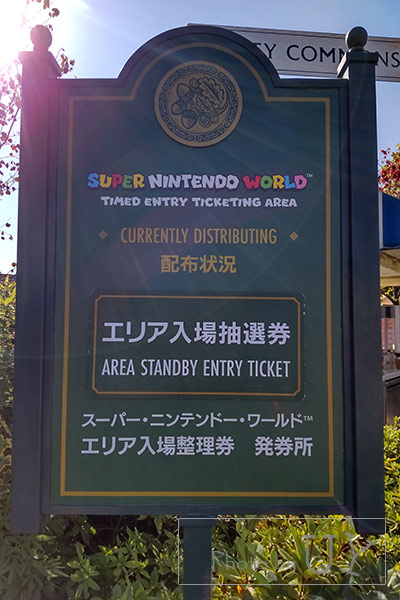 TY COMMONS
SUPER NINTENDO WORLD™
TIMED ENTRY TICKETING AREA
CURRENTLY DISTRIBUTING
配布状況
エリア入場抽選券
AREA STANDBY ENTRY TICKET
スーパー・ニンテンドー・ワールド™
エリア入場整理券 発券所